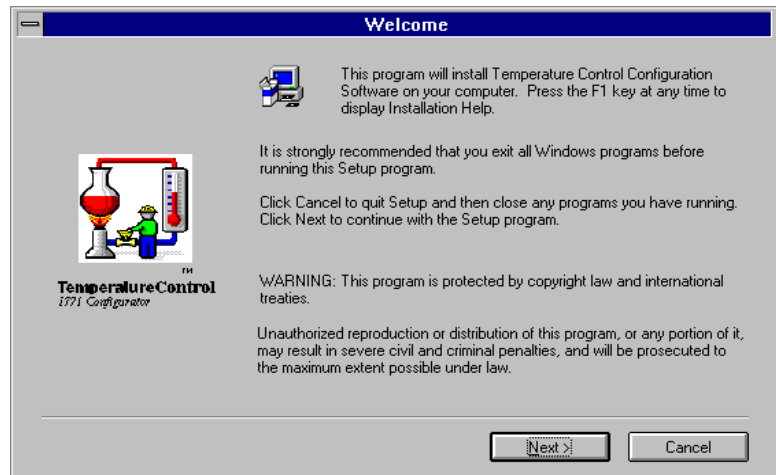 Welcome
This program will install Temperature Control Configuration
Software on your computer. Press the F1 key at any time to
display Installation Help.
It is strongly recommended that you exit all Windows programs before
running this Setup program.
Click Cancel to quit Setup and then close any programs you have running.
Click Next to continue with the Setup program.
TM
TemperatureControl
1771 Configurator
WARNING: This program is protected by copyright law and international
treaties.
Unauthorized reproduction or distribution of this program, or any portion of it,
may result in severe civil and criminal penalties, and will be prosecuted to
the maximum extent possible under law.
Next >
Cancel